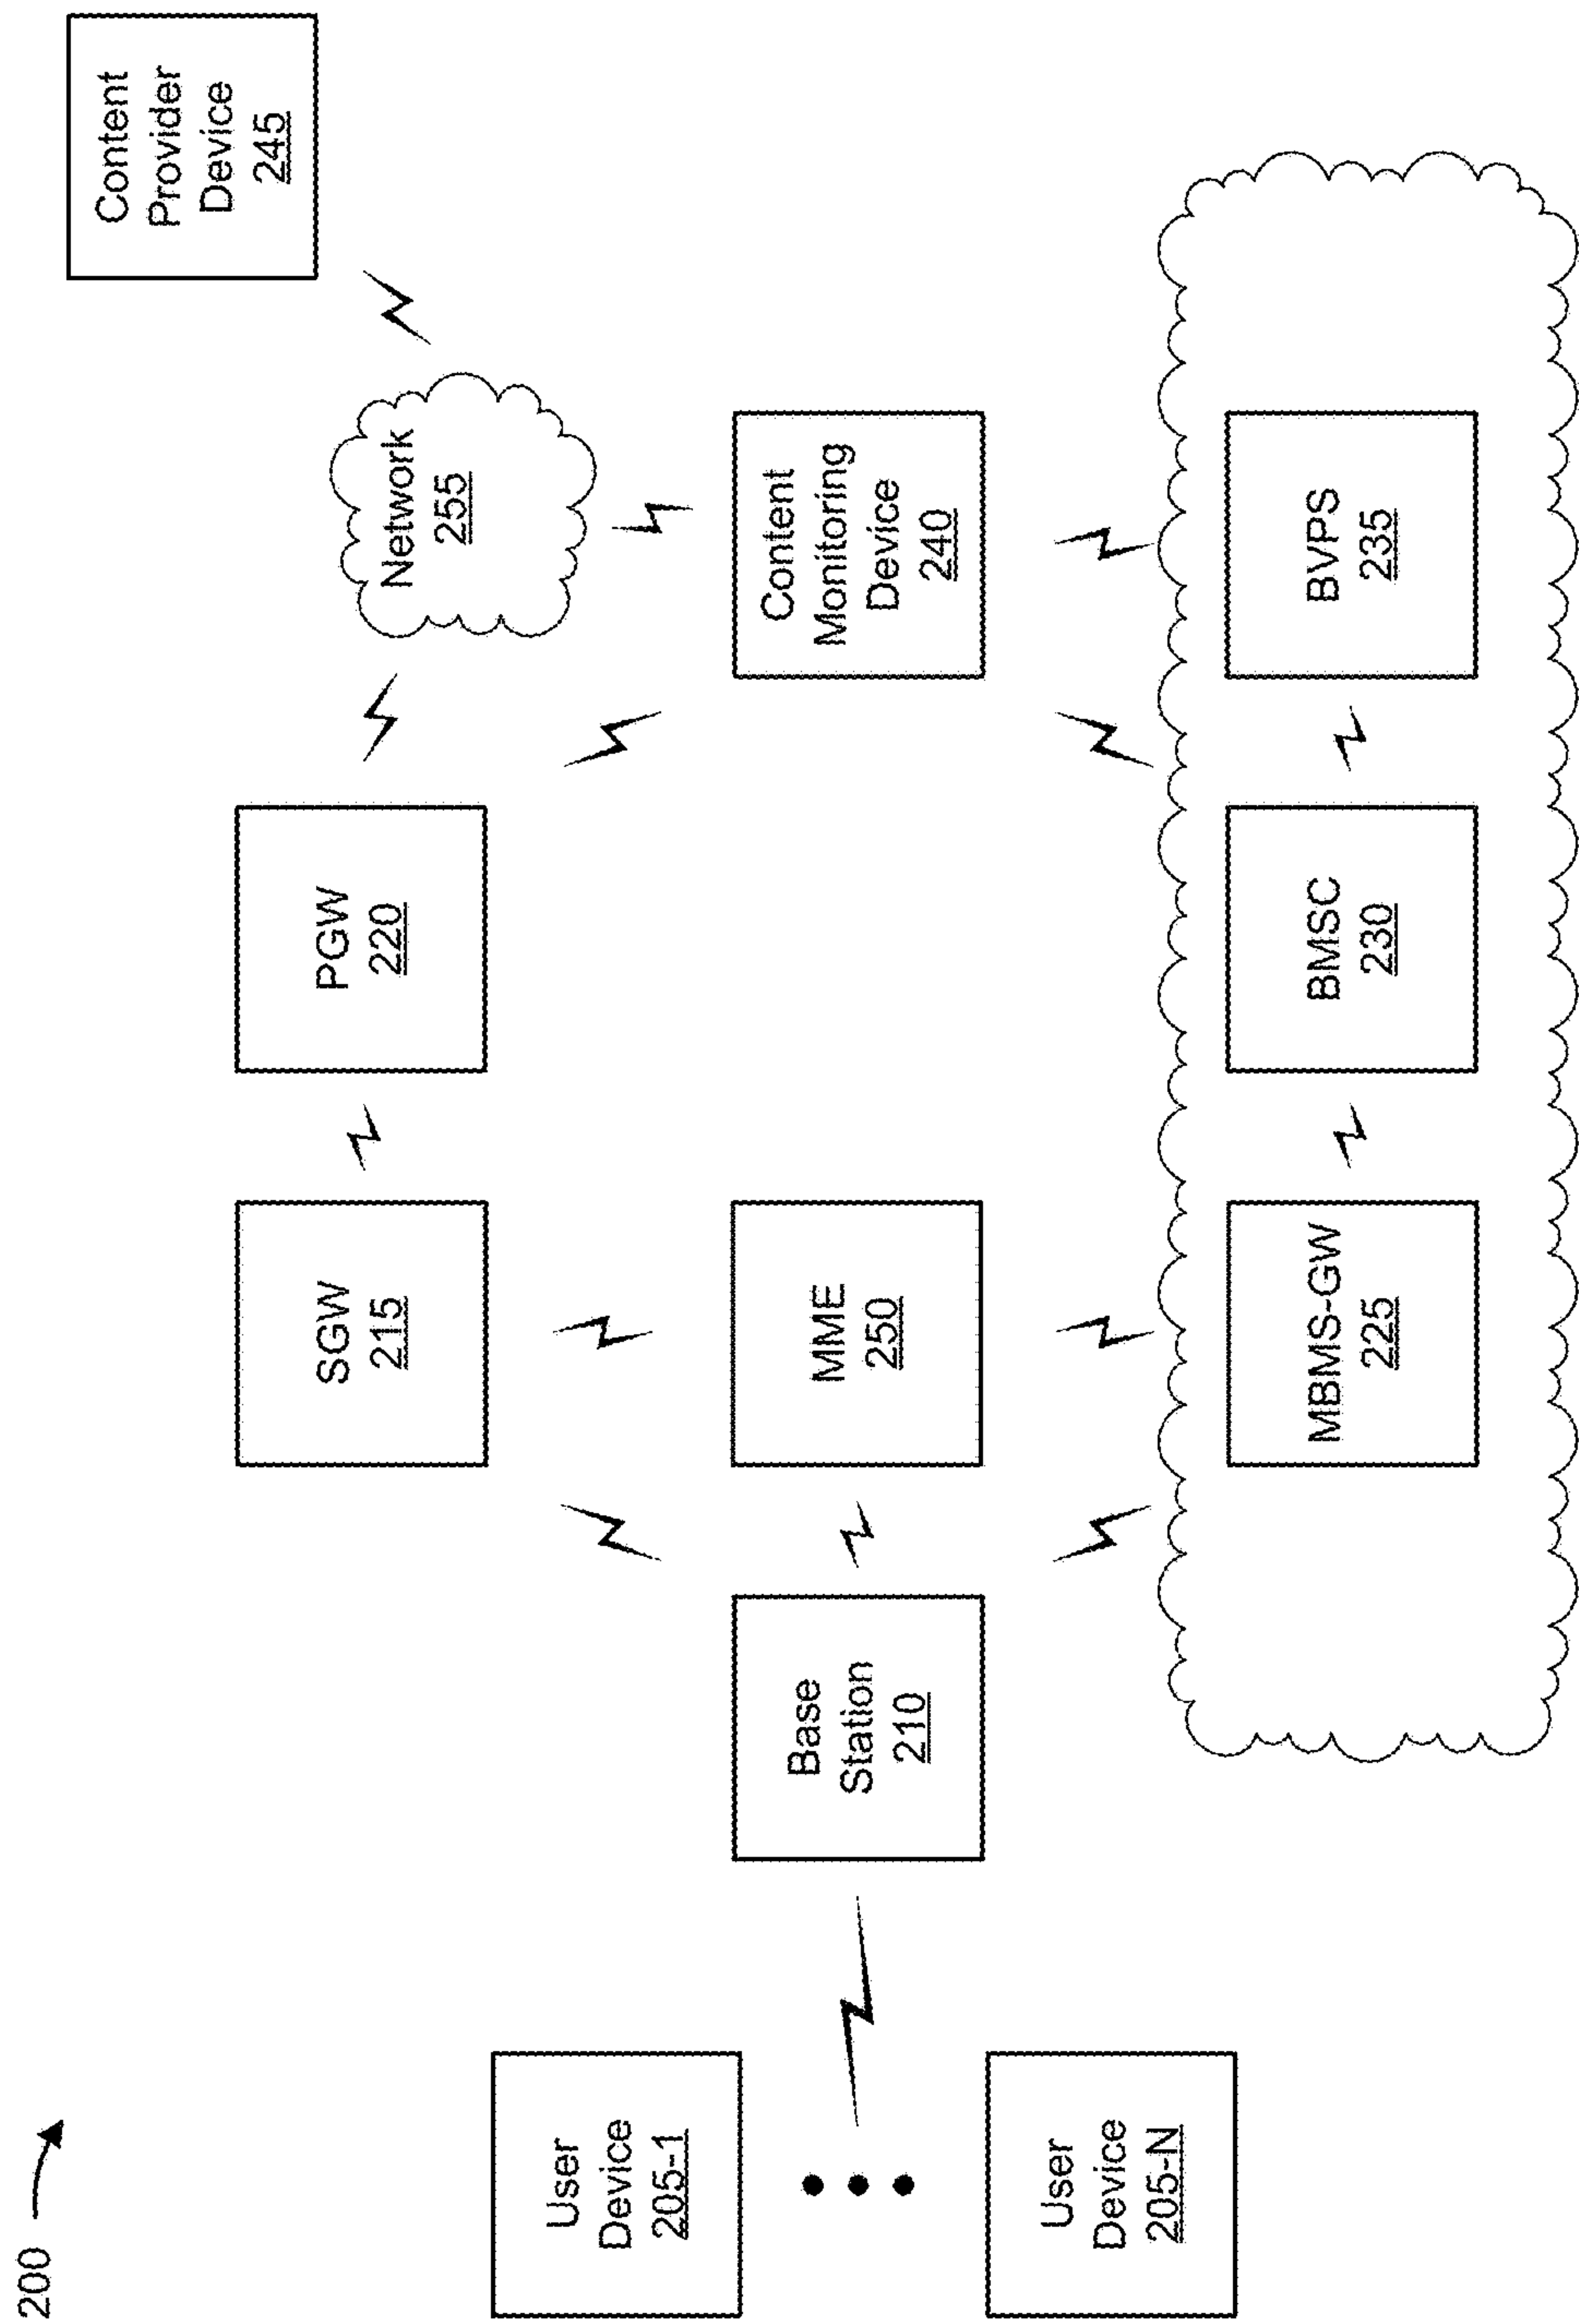 200
Content
Provider
Device
245
Network
255
SGW
215
PGW
220
User
Device
205-1
User
Device
205-N
Base
Station
210
MME
250
Content
Monitoring
Device
240
MBMS-GW
225
BMSC
230
BVPS
235